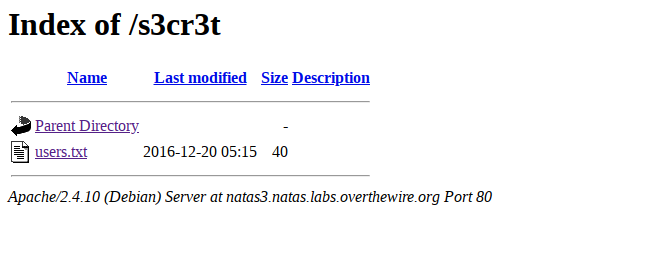 Index of /s3cr3t
Name Last modified Size Description
Parent Directory -
users.txt 2016-12-20 05:15 40
Apache/2.4.10 (Debian) Server at natas3.natas.labs.overthewire.org Port 80